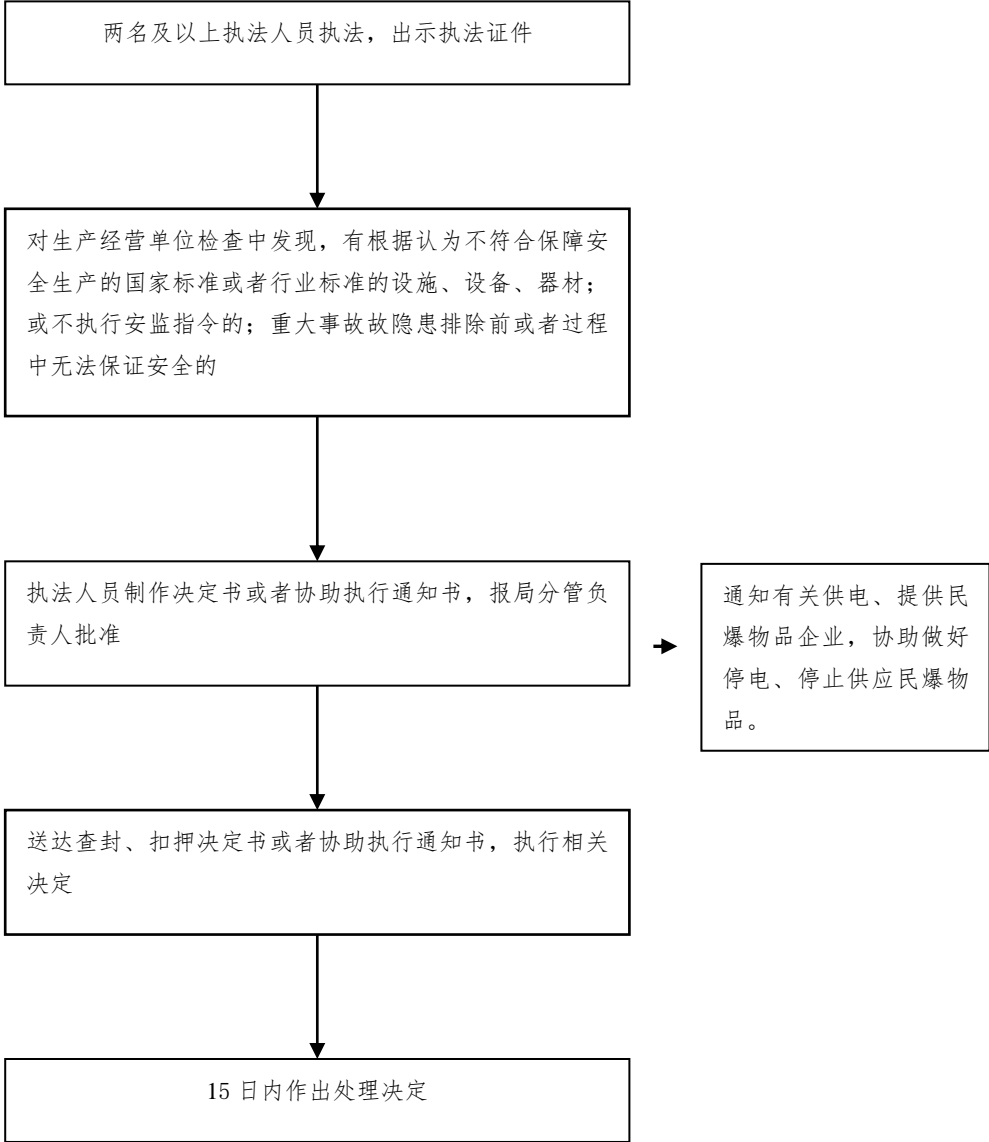 两名及以上执法人员执法，出示执法证件
对生产经营单位检查中发现，有根据认为不符合保障安
全生产的国家标准或者行业标准的设施、设备、器材；
或不执行安监指令的；重大事故故隐患排除前或者过程
中无法保证安全的
执法人员制作决定书或者协助执行通知书，报局分管负
责人批准
通知有关供电、提供民
爆物品企业，协助做好
停电、停止供应民爆物
品。
送达查封、扣押决定书或者协助执行通知书，执行相关
决定
15 日内作出处理决定